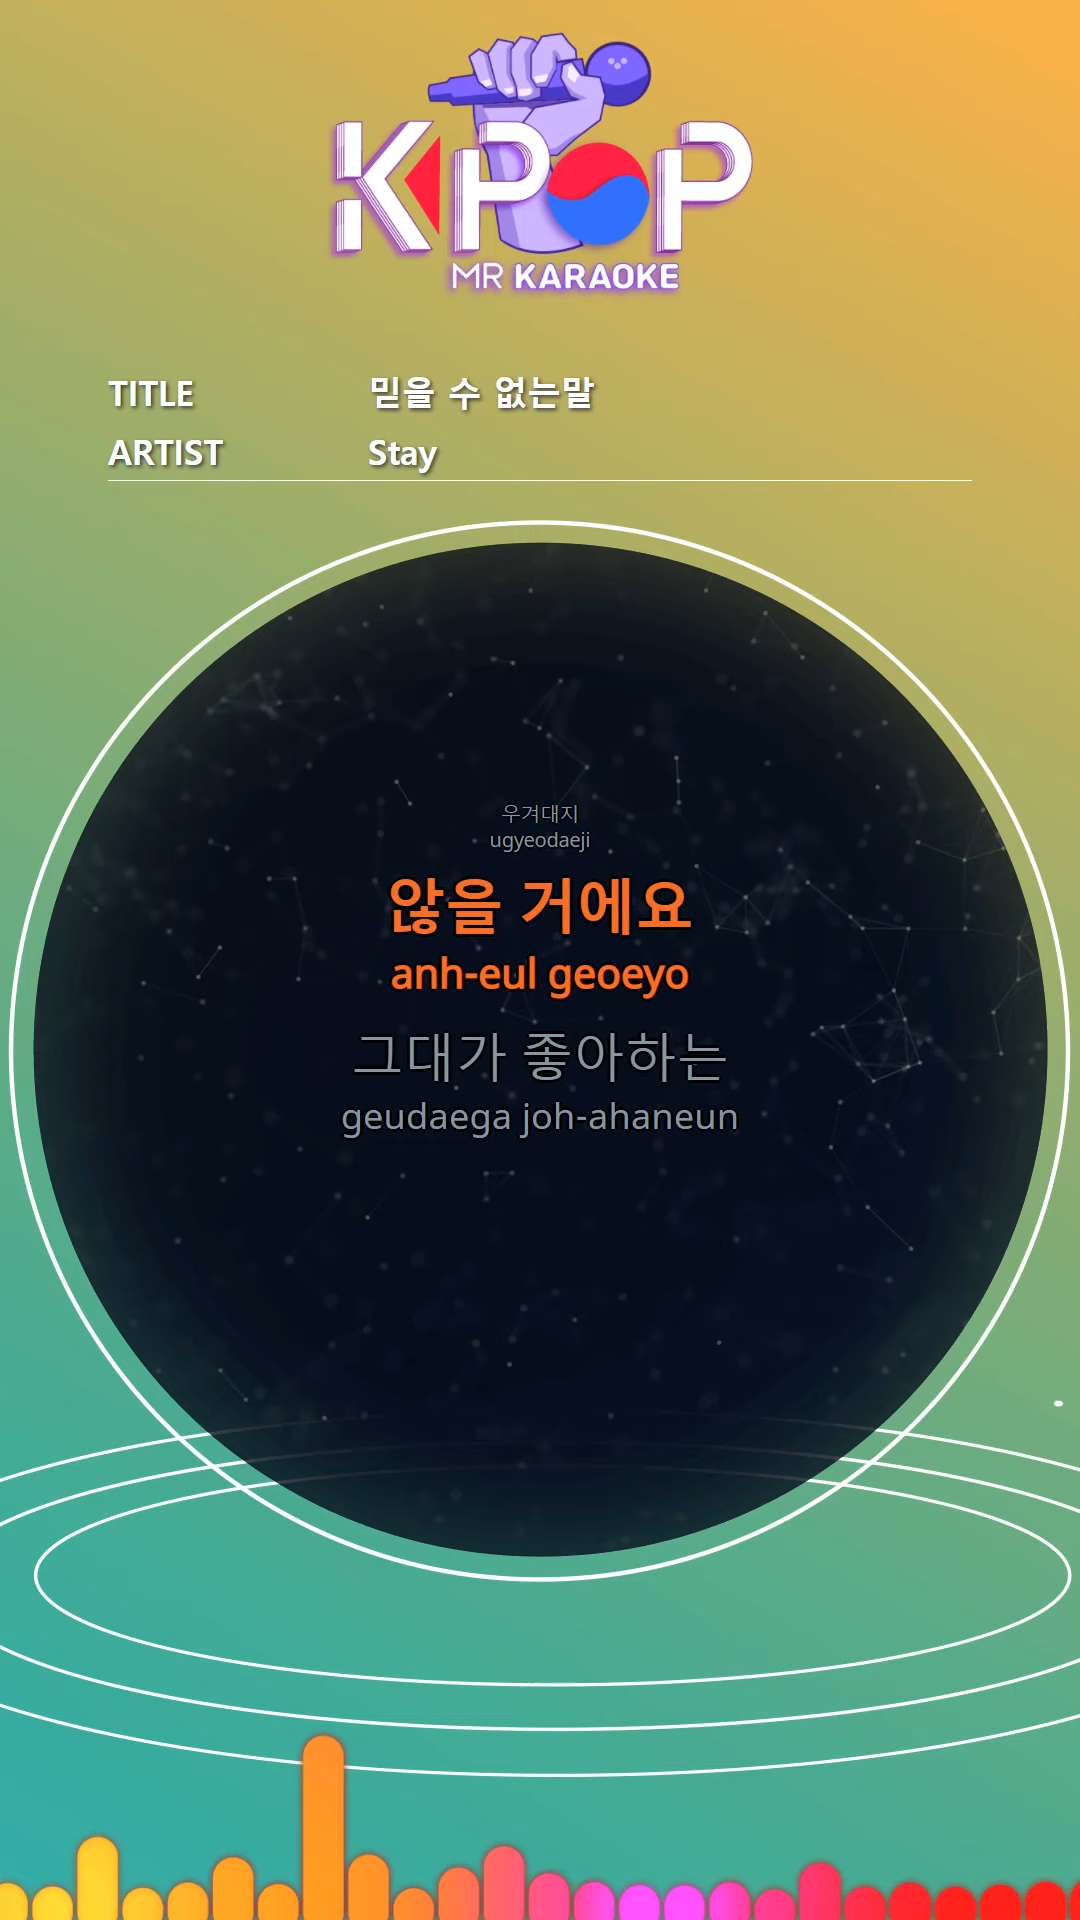 KPOP
MR KARAOKE
TITLE 믿을 수 없는말
ARTIST Stay
우겨대지
ugyeodaeji
않을 거에요
anh-eul geoeyo
그대가 좋아하는
geudaega joh-ahaneun